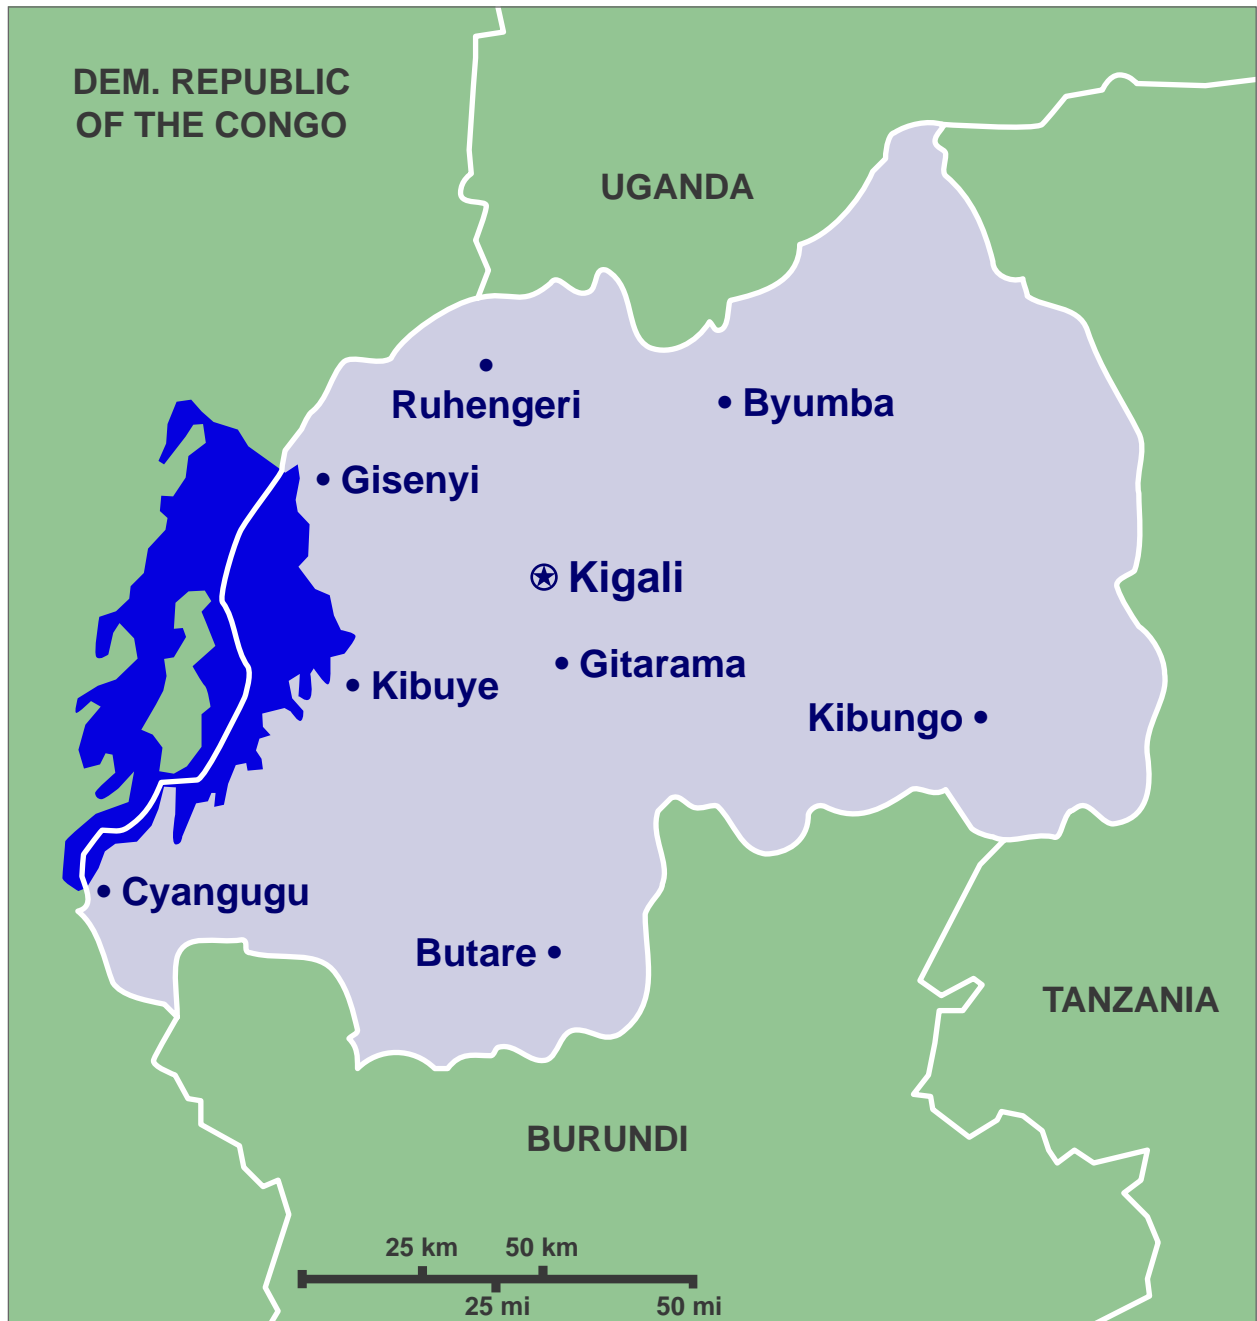 DEM. REPUBLIC
OF THE CONGO
UGANDA
Ruhengeri
Byumba
Gisenyi
Kigali
Gitarama
Kibuye
Kibungo
Cyangugu
Butare
TANZANIA
BURUNDI
25 km
50 km
25 mi
50 mi